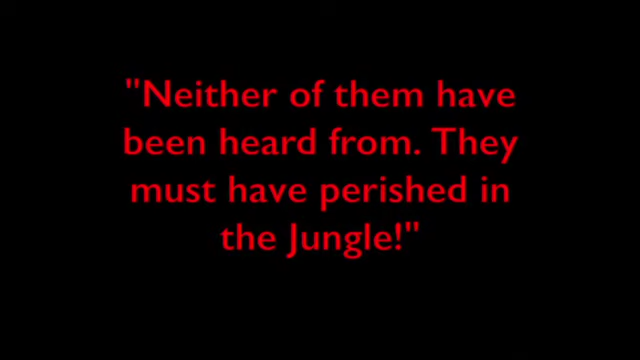 "Neither of them have
been heard from. They
must have perished in
the Jungle!"